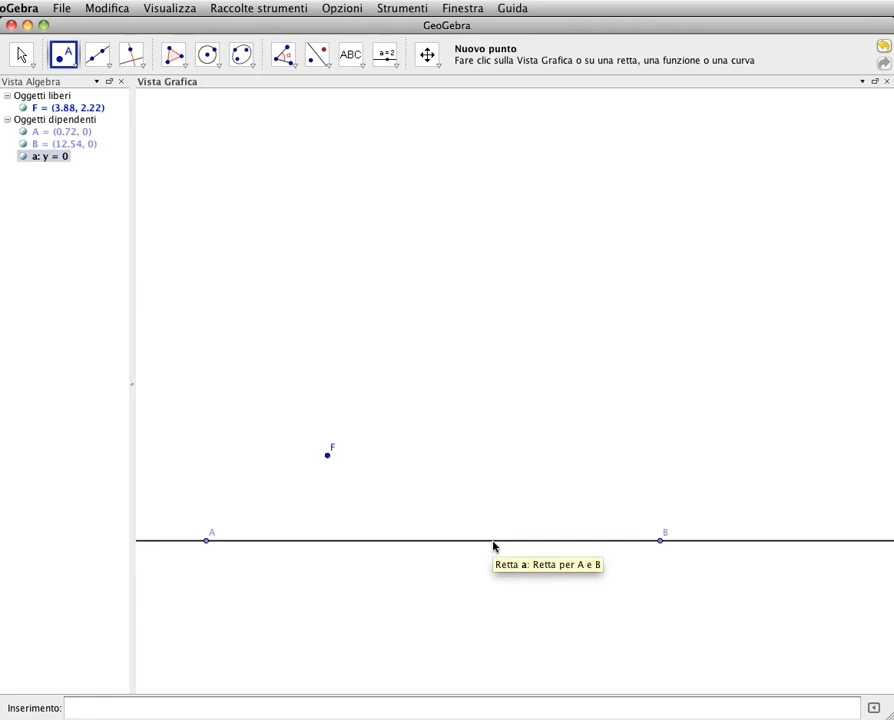 oGebra File Modifica Visualizza Raccolte strumenti Opzioni Strumenti Finestra Guida
GeoGebra
A
α
ABC
a=2
Nuovo punto
Fare clic sulla Vista Grafica o su una retta, una funzione o una curva
Vista Algebra
Vista Grafica
Oggetti liberi
F = (3.88, 2.22)
Oggetti dipendenti
A = (0.72, 0)
B = (12.54, 0)
a: y = 0
F
A
B
Retta a: Retta per A e B
Inserimento: